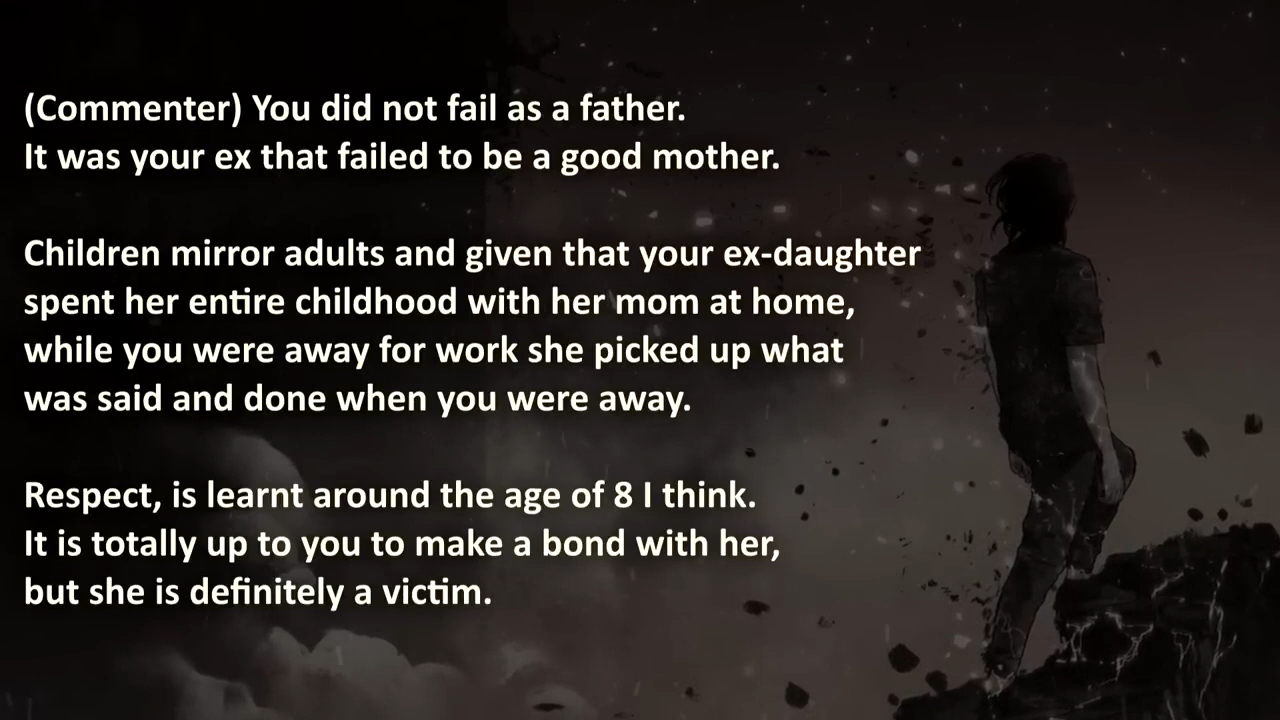 (Commenter) You did not fail as a father.
It was your ex that failed to be a good mother.
Children mirror adults and given that your ex-daughter
spent her entire childhood with her mom at home,
while you were away for work she picked up what
was said and done when you were away.
Respect, is learnt around the age of 8 I think.
It is totally up to you to make a bond with her,
but she is definitely a victim.